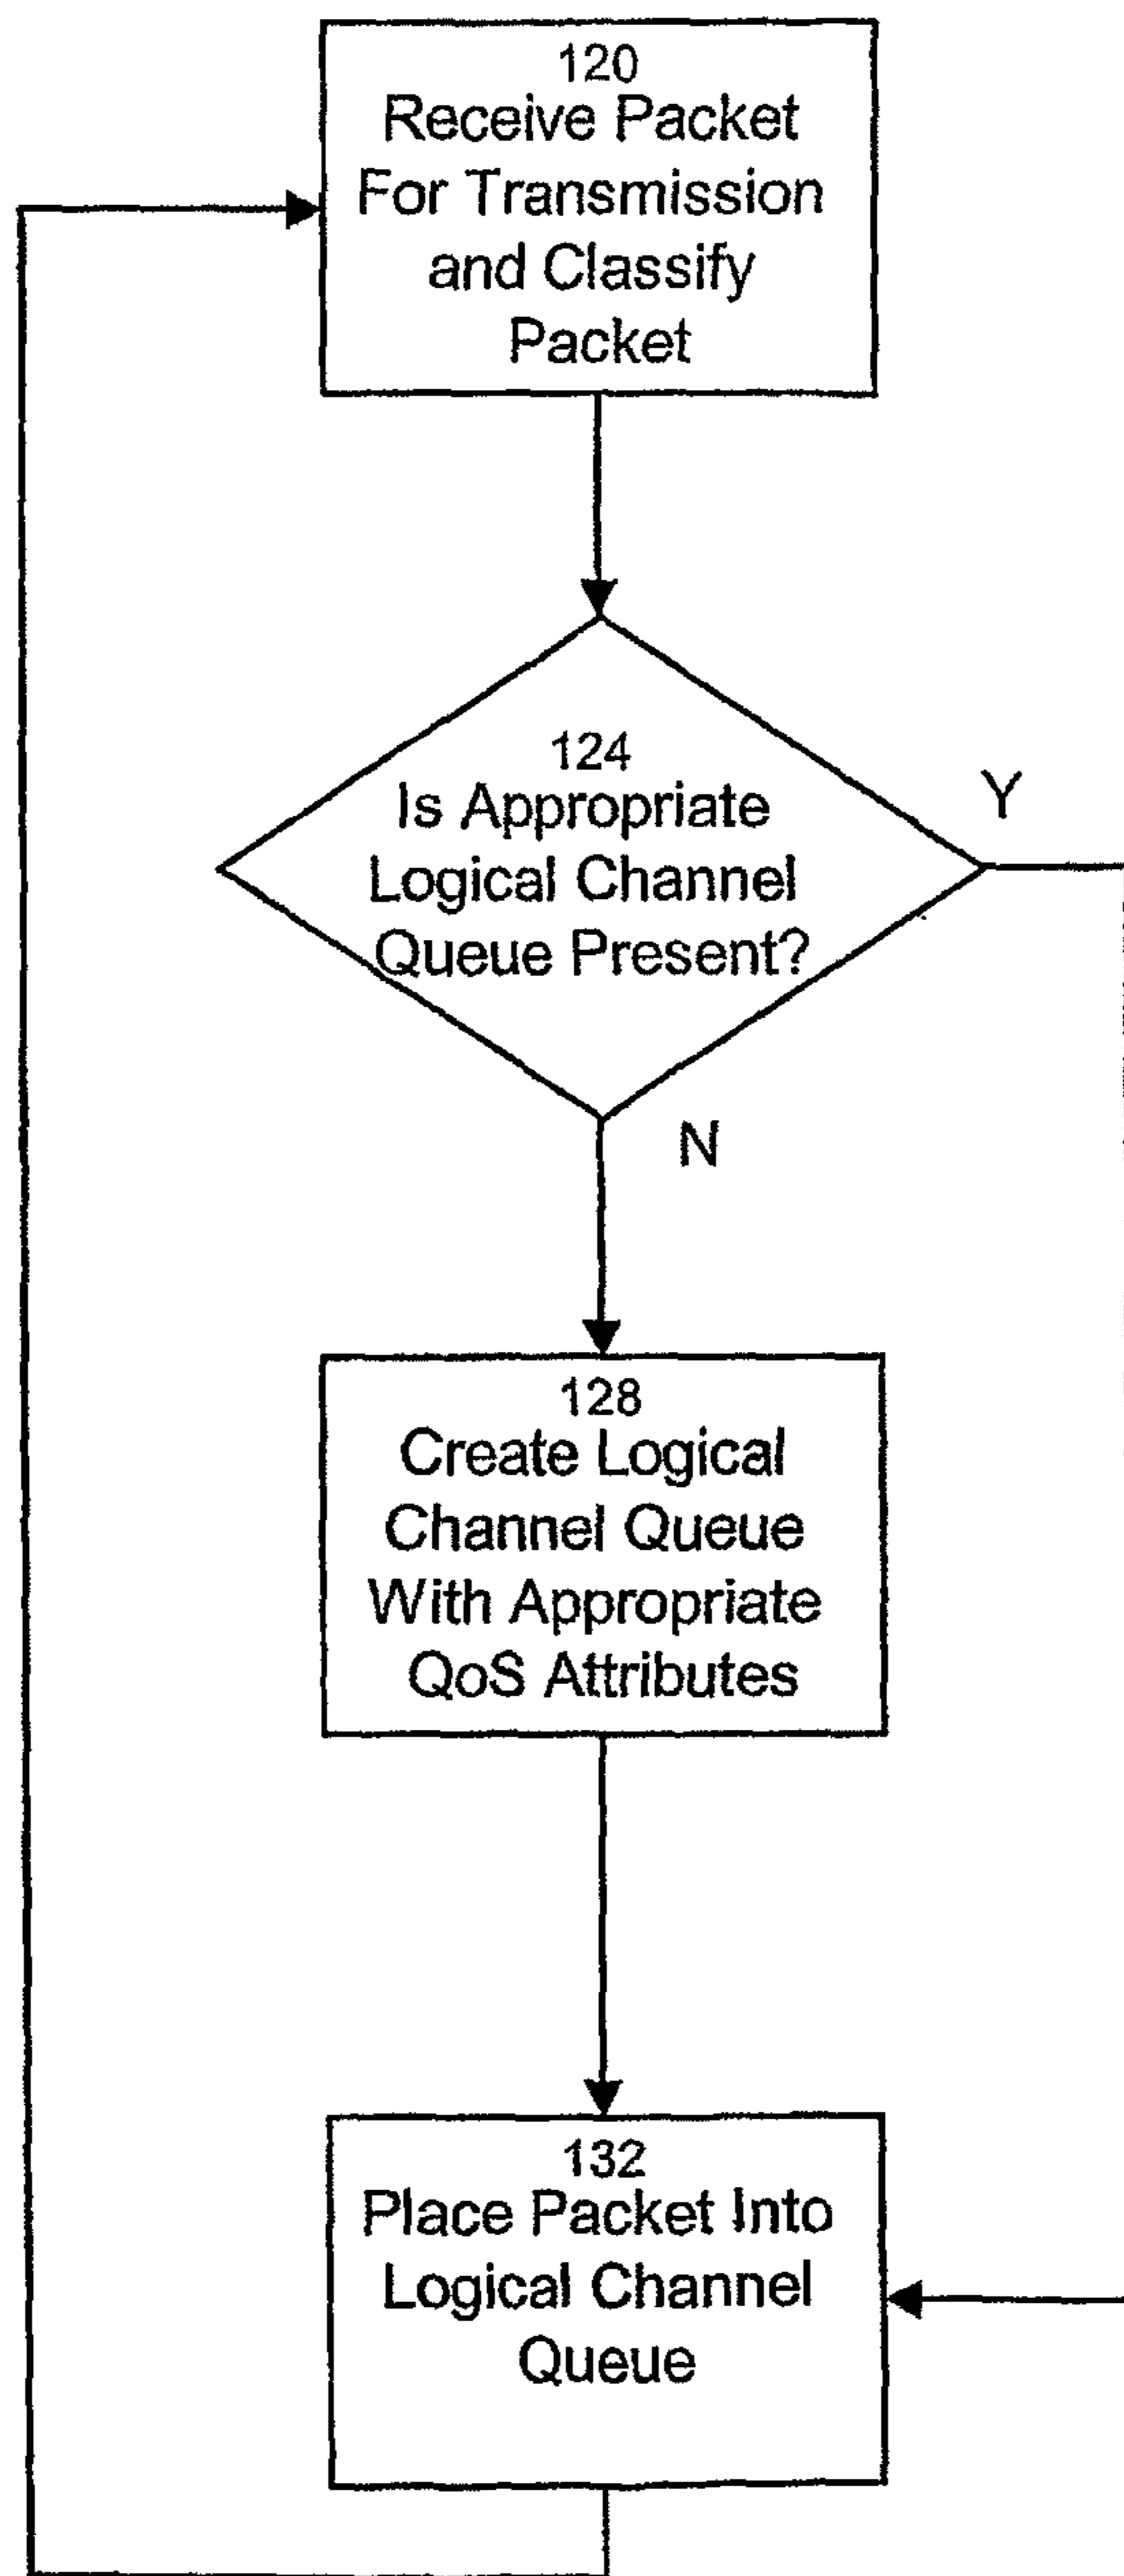 120
Receive Packet
For Transmission
and Classify
Packet
124
Is Appropriate
Logical Channel
Queue Present?
Y
N
128
Create Logical
Channel Queue
With Appropriate
QoS Attributes
132
Place Packet Into
Logical Channel
Queue